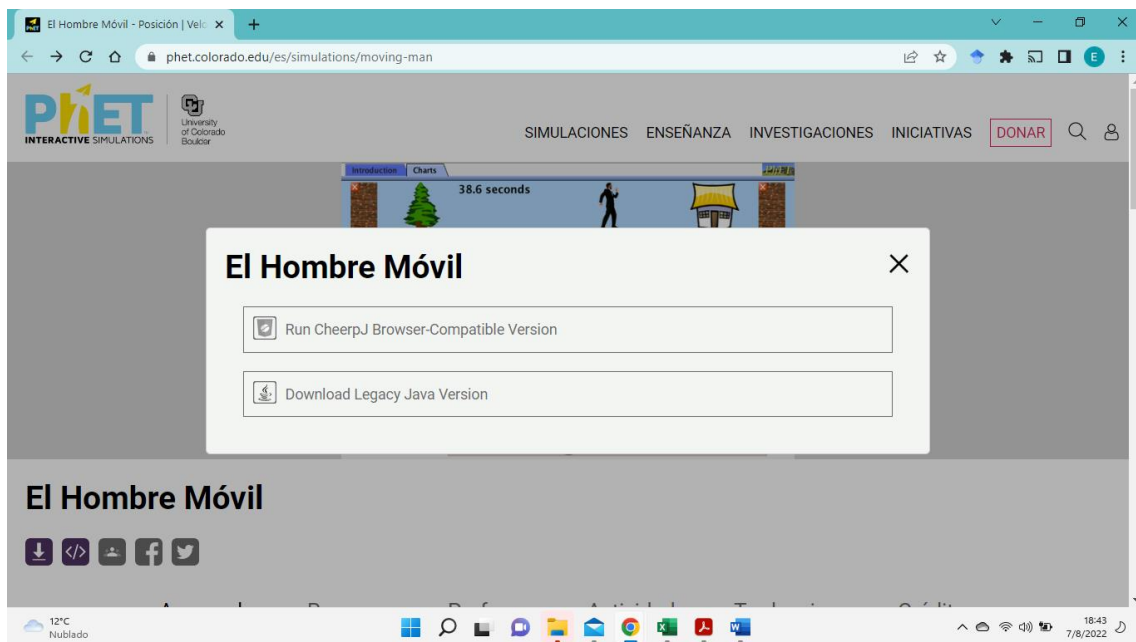 El Hombre Móvil - Posición | Velo
phet.colorado.edu/es/simulations/moving-man
E
PhET
INTERACTIVE SIMULATIONS
University
of Colorado
Boulder
SIMULACIONES ENSEÑANZA INVESTIGACIONES INICIATIVAS DONAR
Introduction Charts
38.6 seconds
El Hombre Móvil
Run CheerpJ Browser-Compatible Version
Download Legacy Java Version
El Hombre Móvil
12°C
Nublado
18:43
7/8/2022